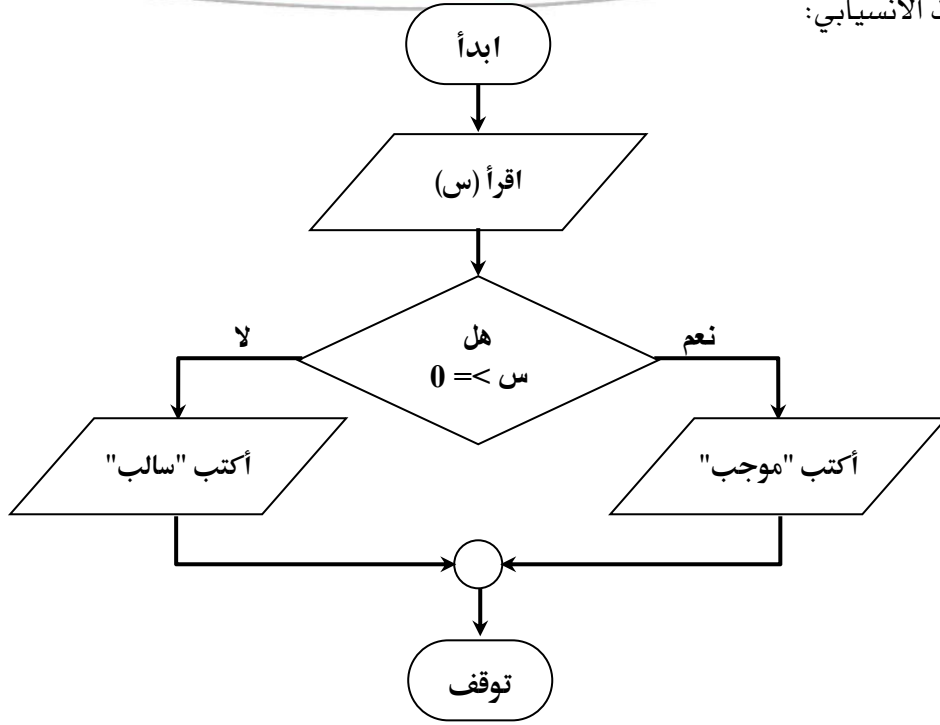 الانسيابي:
ابدأ
اقرأ (س)
هل
س >= 0
نعم
لا
أكتب "موجب"
أكتب "سالب"
توقف